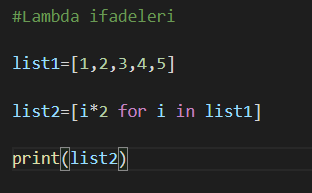 #Lambda ifadeleri
list1=[1,2,3,4,5]
list2=[i*2 for i in list1]
print(list2)